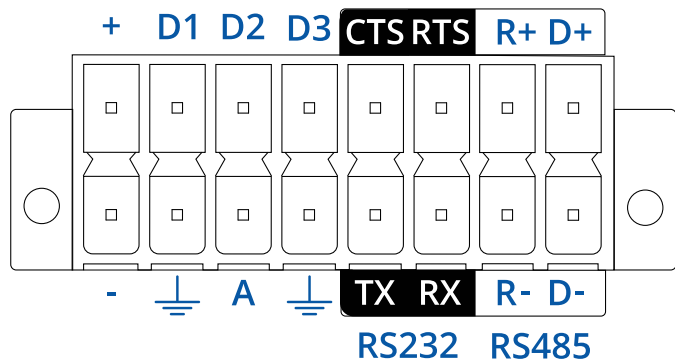 + D1 D2 D3 CTS RTS R+ D+
- A TX RX R- D-
RS232 RS485